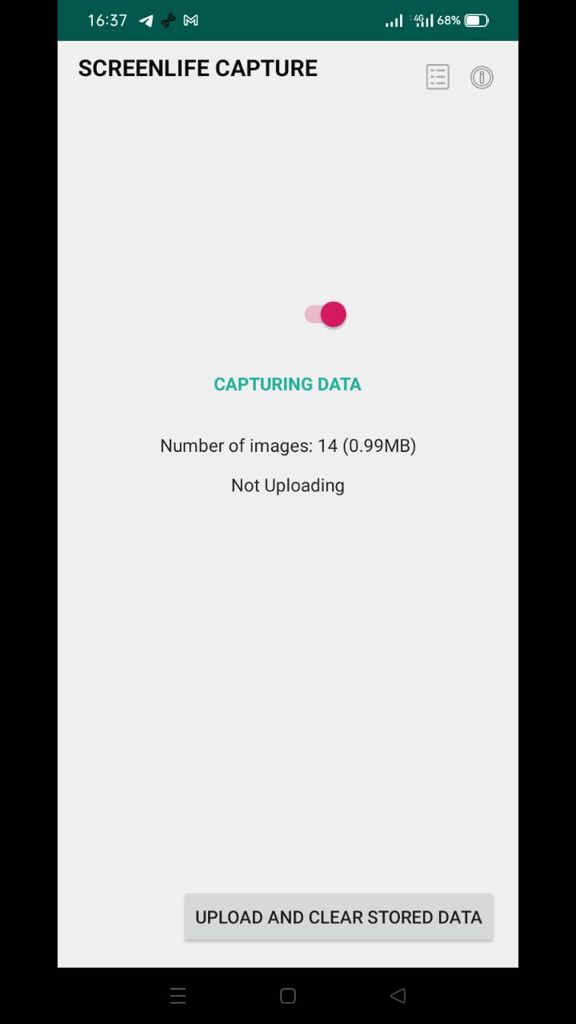 16:37 4G 68%
SCREENLIFE CAPTURE
CAPTURING DATA
Number of images: 14 (0.99MB)
Not Uploading
UPLOAD AND CLEAR STORED DATA